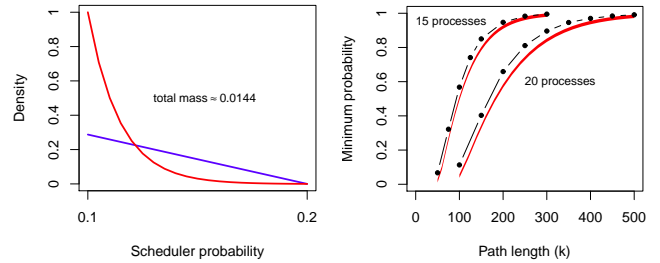 Density
1
0.8
0.6
0.4
0.2
0
total mass ≈ 0.0144
0.1
0.2
Scheduler probability
Minimum probability
1.0
0.8
0.6
0.4
0.2
0
15 processes
20 processes
0
100
200
300
400
500
Path length (k)